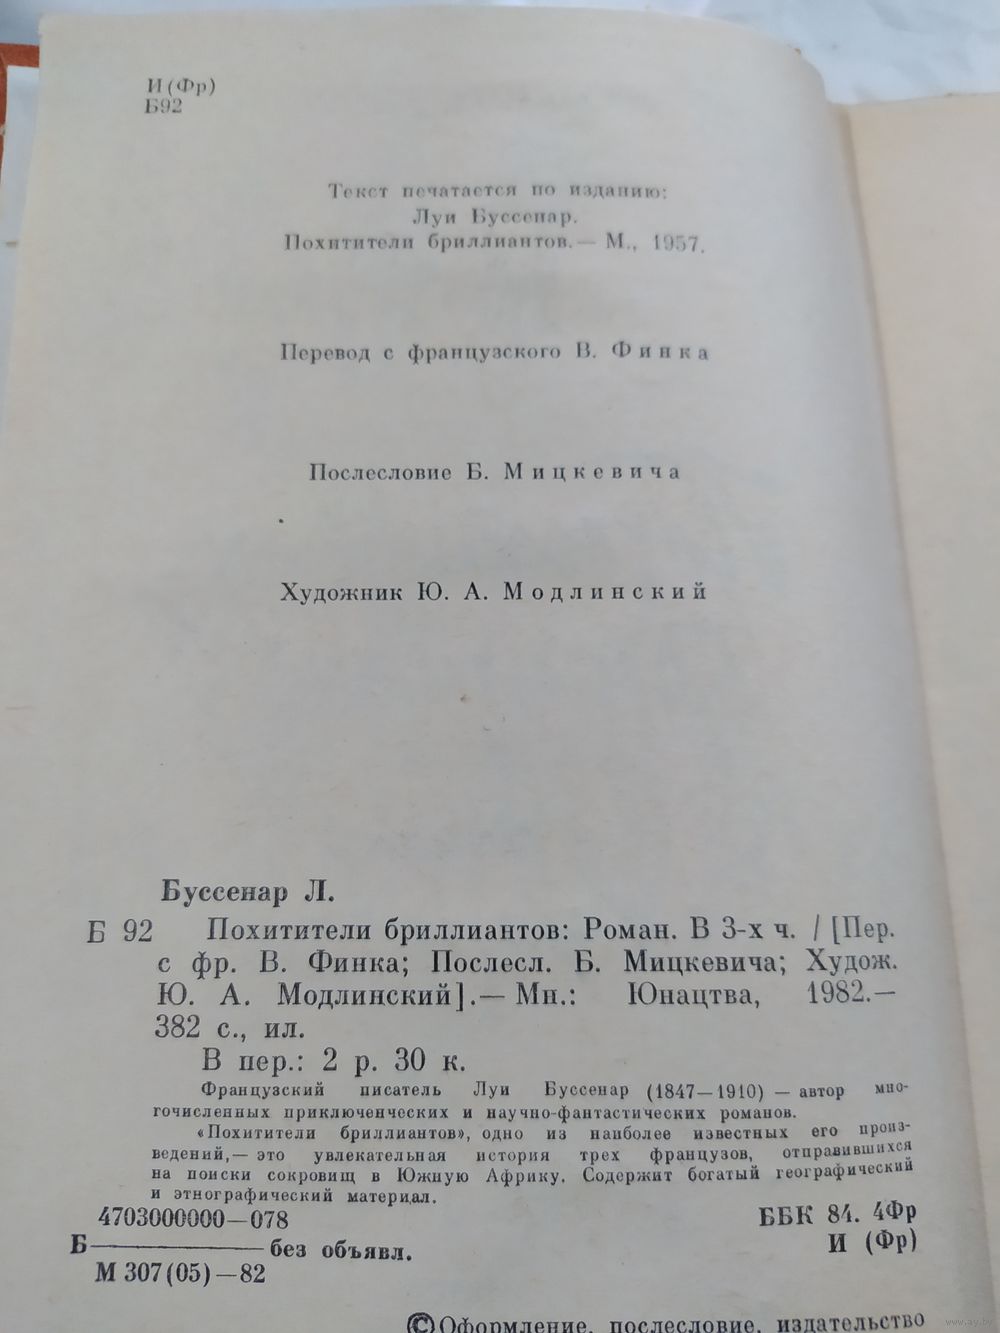 И(Фр)
Б92
Текст печатается по изданию:
Луи Буссенар.
Похитители бриллиантов.— М., 1957.
Перевод с французского В. Финка
Послесловие Б. Мицкевича
Художник Ю. А. Модлинский
Буссенар Л.
Б 92 Похитители бриллиантов: Роман. В 3-х ч. / [Пер.
с фр. В. Финка; Послесл. Б. Мицкевича; Худож.
Ю. А. Модлинский].— Мн.: Юнацтва, 1982.—
382 с., ил.
В пер.: 2 р. 30 к.
Французский писатель Луи Буссенар (1847—1910) — автор мно-
гочисленных приключенческих и научно-фантастических романов.
«Похитители бриллиантов», одно из наиболее известных его произ-
ведений,— это увлекательная история трех французов, отправившихся
на поиски сокровищ в Южную Африку. Содержит богатый географический
и этнографический материал.
4703000000—078
Б———— без объявл.
М 307(05)—82
ББК 84. 4Фр
И (Фр)
©Оформление, послесловие, издательство
www.ay.by